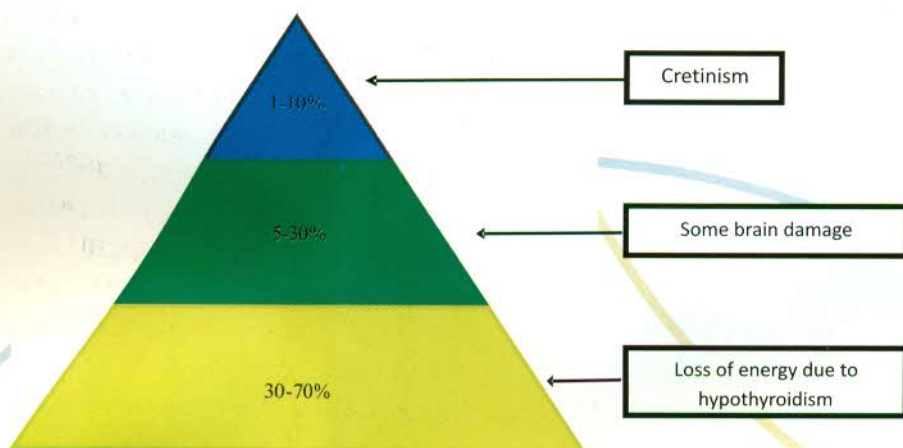 Cretinism
1-10%
5-30%
Some brain damage
30-70%
Loss of energy due to
hypothyroidism